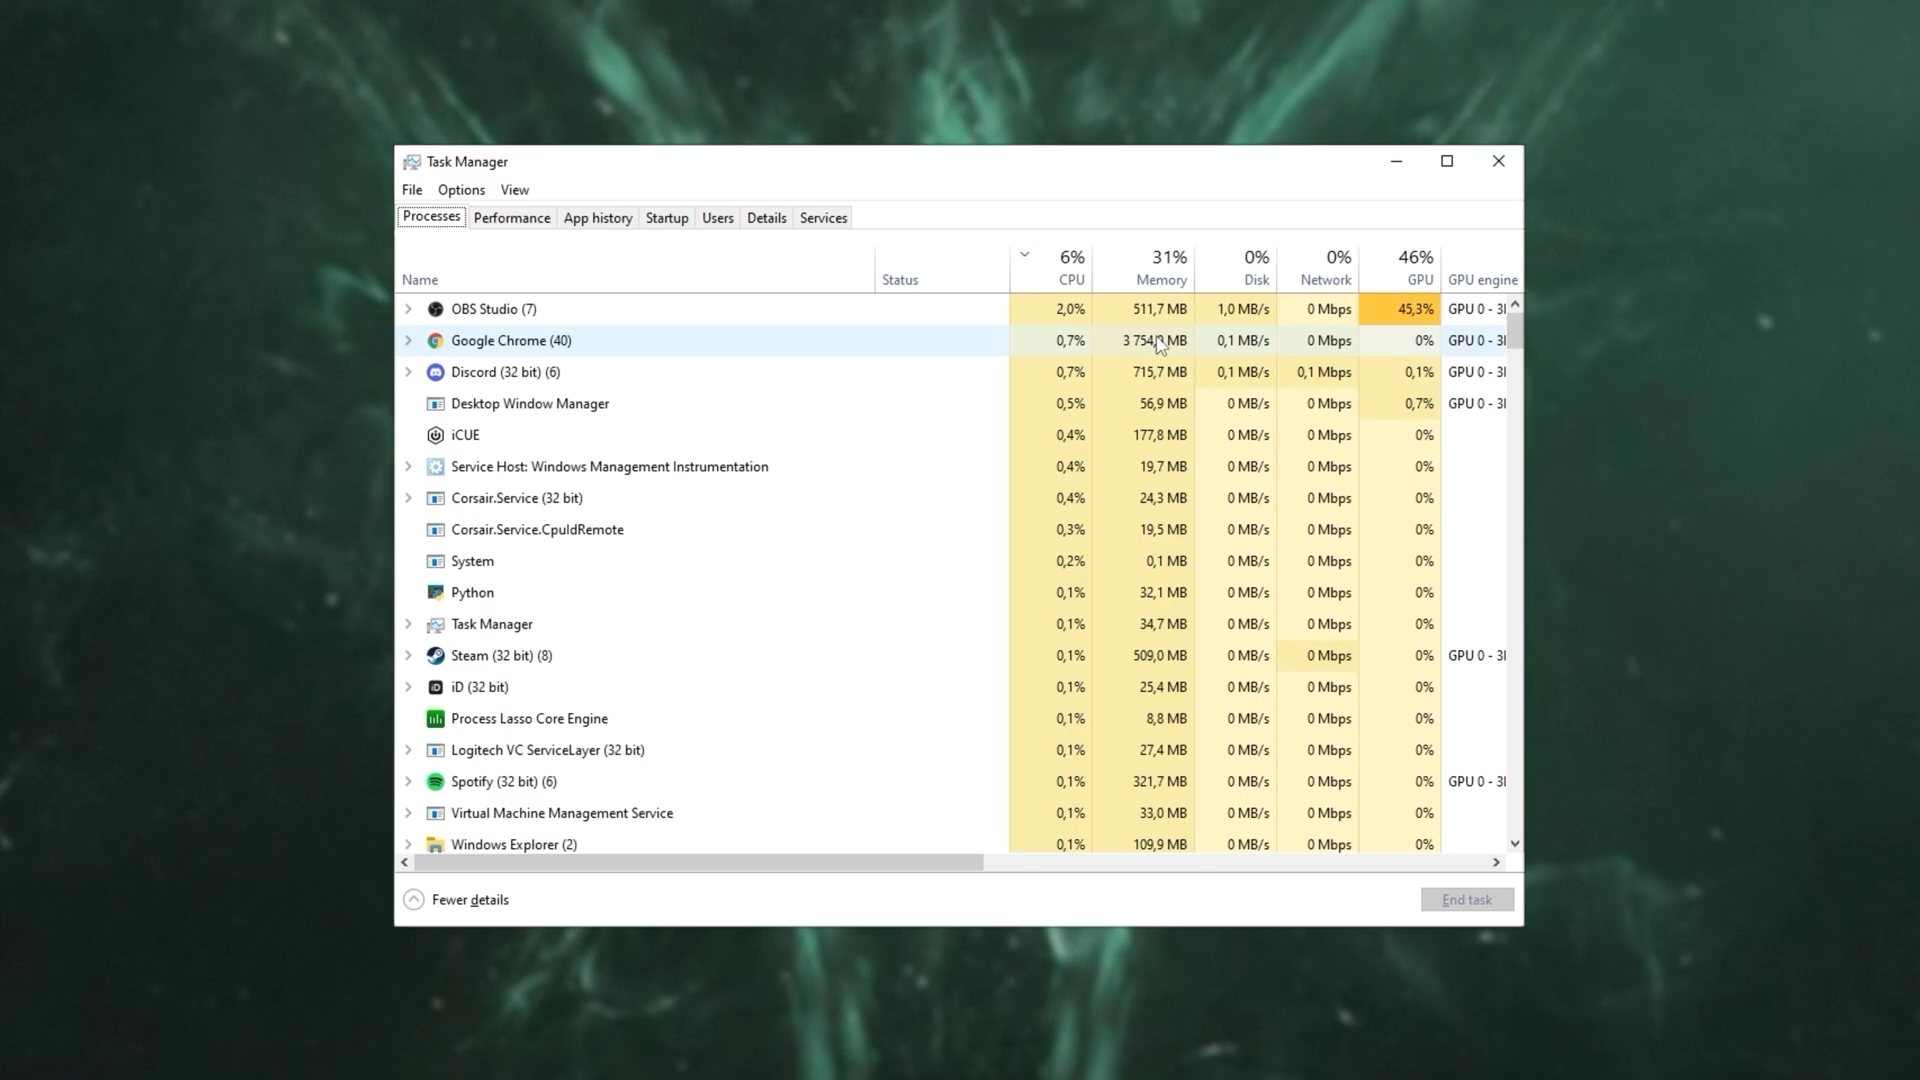 Task Manager
File Options View
Processes Performance App history Startup Users Details Services
6% 31% 0% 0% 46%
Name Status CPU Memory Disk Network GPU GPU engine
OBS Studio (7) 2,0% 511,7 MB 1,0 MB/s 0 Mbps 45,3% GPU 0 -
Google Chrome (40) 0,7% MB 0,1 MB/s 0 Mbps 0% GPU 0 -
Discord (32 bit) (6) 0,7% 715,7 MB 0,1 MB/s 0,1 Mbps 0,1% GPU 0 -
Desktop Window Manager 0,5% 56,9 MB 0 MB/s 0 Mbps 0,7% GPU 0 -
iCUE 0,4% 177,8 MB 0 MB/s 0 Mbps 0%
Service Host: Windows Management Instrumentation 0,4% 19,7 MB 0 MB/s 0 Mbps 0%
Corsair.Service (32 bit) 0,4% 24,3 MB 0 MB/s 0 Mbps 0%
Corsair.Service.CpuIdRemote 0,3% 19,5 MB 0 MB/s 0 Mbps 0%
System 0,2% 0,1 MB 0 MB/s 0 Mbps 0%
Python 0,1% 32,1 MB 0 MB/s 0 Mbps 0%
Task Manager 0,1% 34,7 MB 0 MB/s 0 Mbps 0%
Steam (32 bit) (8) 0,1% 509,0 MB 0 MB/s 0 Mbps 0% GPU 0 -
iD (32 bit) 0,1% 25,4 MB 0 MB/s 0 Mbps 0%
Process Lasso Core Engine 0,1% 8,8 MB 0 MB/s 0 Mbps 0%
Logitech VC ServiceLayer (32 bit) 0,1% 27,4 MB 0 MB/s 0 Mbps 0%
Spotify (32 bit) (6) 0,1% 321,7 MB 0 MB/s 0 Mbps 0% GPU 0 -
Virtual Machine Management Service 0,1% 33,0 MB 0 MB/s 0 Mbps 0%
Windows Explorer (2) 0,1% 109,9 MB 0 MB/s 0 Mbps 0%
Fewer details End task